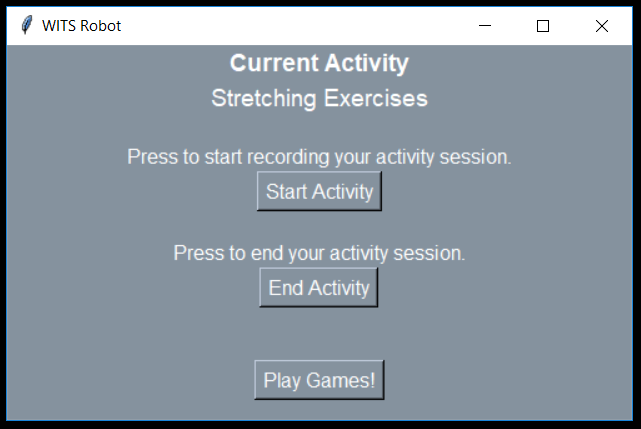 WITS Robot
Current Activity
Stretching Exercises
Press to start recording your activity session.
Start Activity
Press to end your activity session.
End Activity
Play Games!